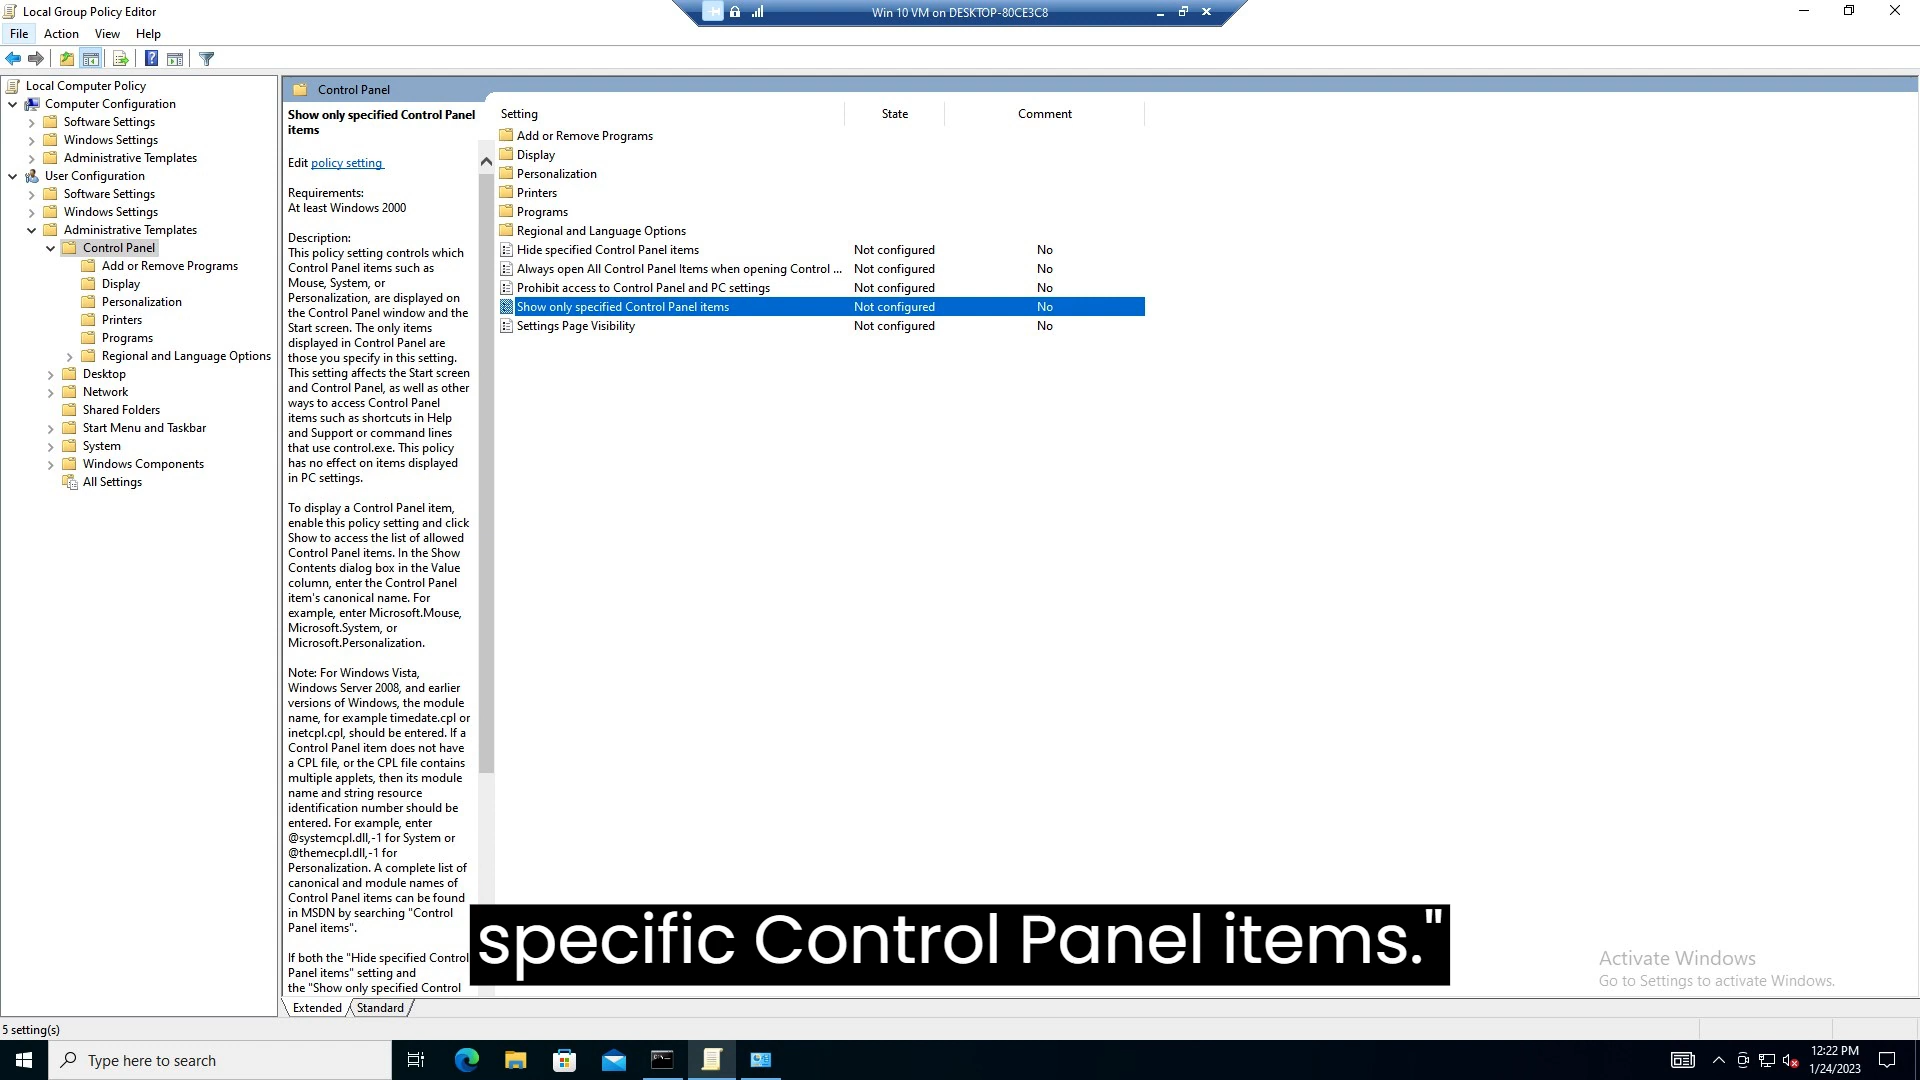 Local Group Policy Editor
Win 10 VM on DESKTOP-80CE3C8
File Action View Help
Local Computer Policy
Computer Configuration
Software Settings
Windows Settings
Administrative Templates
User Configuration
Software Settings
Windows Settings
Administrative Templates
Control Panel
Add or Remove Programs
Display
Personalization
Printers
Programs
Regional and Language Options
Desktop
Network
Shared Folders
Start Menu and Taskbar
System
Windows Components
All Settings
Control Panel
Show only specified Control Panel
items
Edit policy setting
Requirements:
At least Windows 2000
Description:
This policy setting controls which
Control Panel items such as
Mouse, System, or
Personalization, are displayed on
the Control Panel window and the
Start screen. The only items
displayed in Control Panel are
those you specify in this setting.
This setting affects the Start screen
and Control Panel, as well as other
ways to access Control Panel
items such as shortcuts in Help
and Support or command lines
that use control.exe. This policy
has no effect on items displayed
in PC settings.
To display a Control Panel item,
enable this policy setting and click
Show to access the list of allowed
Control Panel items. In the Show
Contents dialog box in the Value
column, enter the Control Panel
item's canonical name. For
example, enter Microsoft.Mouse,
Microsoft.System, or
Microsoft.Personalization.
Note: For Windows Vista,
Windows Server 2008, and earlier
versions of Windows, the module
name, for example timedate.cpl or
inetcpl.cpl, should be entered. If a
Control Panel item does not have
a CPL file, or the CPL file contains
multiple applets, then its module
name and string resource
identification number should be
entered. For example, enter
@systemcpl.dll,-1 for System or
@themecpl.dll,-1 for
Personalization. A complete list of
canonical and module names of
Control Panel items can be found
in MSDN by searching "Control
Panel items".
If both the "Hide specified Control
Panel items" setting and
the "Show only specified Control
Setting State Comment
Add or Remove Programs
Display
Personalization
Printers
Programs
Regional and Language Options
Hide specified Control Panel items Not configured No
Always open All Control Panel Items when opening Control ... Not configured No
Prohibit access to Control Panel and PC settings Not configured No
Show only specified Control Panel items Not configured No
Settings Page Visibility Not configured No
specific Control Panel items."
Activate Windows
Go to Settings to activate Windows.
Extended Standard
5 setting(s)
Type here to search
12:22 PM
1/24/2023